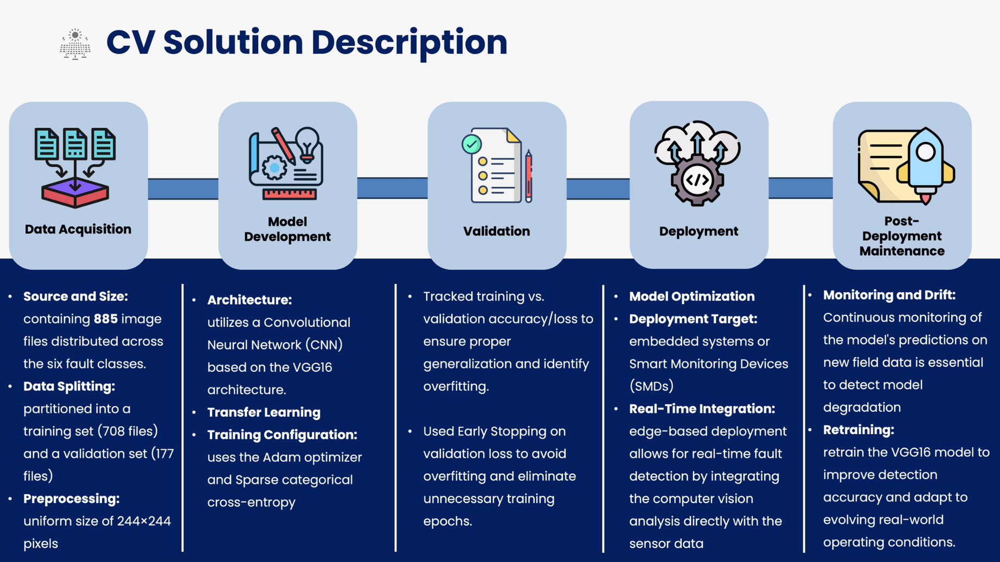 CV Solution Description
Data Acquisition
Model
Development
Validation
Deployment
Post-
Deployment
Maintenance
• Source and Size:
containing 885 image
files distributed across
the six fault classes.
• Data Splitting:
partitioned into a
training set (708 files)
and a validation set (177
files)
• Preprocessing:
uniform size of 244×244
pixels
• Architecture:
utilizes a Convolutional
Neural Network (CNN)
based on the VGG16
architecture.
• Transfer Learning
• Training Configuration:
uses the Adam optimizer
and Sparse categorical
cross-entropy
• Tracked training vs.
validation accuracy/loss to
ensure proper
generalization and identify
overfitting.
• Used Early Stopping on
validation loss to avoid
overfitting and eliminate
unnecessary training
epochs.
• Model Optimization
• Deployment Target:
embedded systems or
Smart Monitoring Devices
(SMDs)
• Real-Time Integration:
edge-based deployment
allows for real-time fault
detection by integrating
the computer vision
analysis directly with the
sensor data
• Monitoring and Drift:
Continuous monitoring of
the model's predictions on
new field data is essential
to detect model
degradation
• Retraining:
retrain the VGG16 model to
improve detection
accuracy and adapt to
evolving real-world
operating conditions.